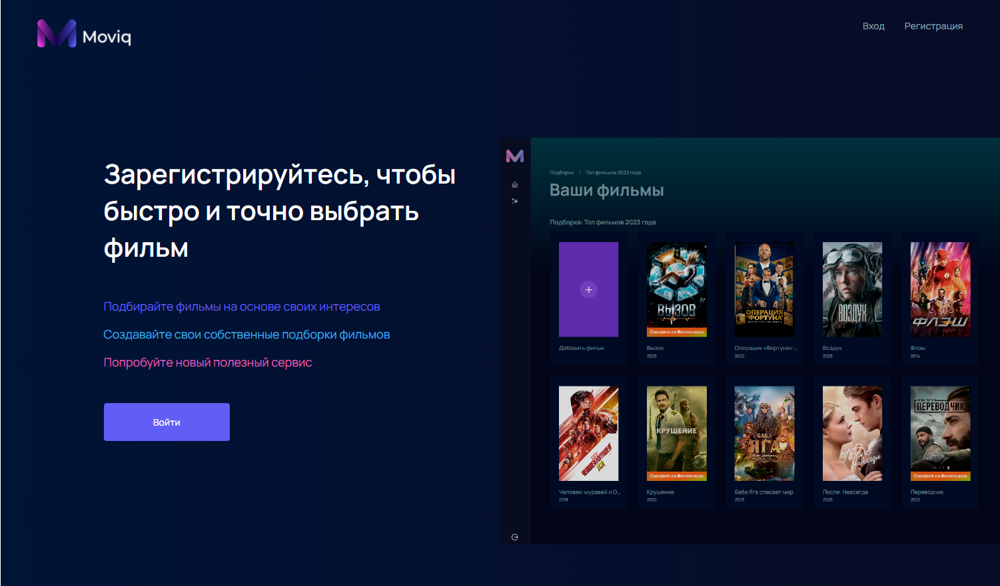 Moviq
Вход
Регистрация
Зарегистрируйтесь, чтобы
быстро и точно выбрать
фильм
Подбирайте фильмы на основе своих интересов
Создавайте свои собственные подборки фильмов
Попробуйте новый полезный сервис
Войти
Подборки > Топ фильмов 2023 года
Ваши фильмы
Подборка: Топ фильмов 2023 года
ВЫЗОВ
Смотрите на Кинопоиске
ОПЕРАЦИЯ
«ФОРТУНА»
ВОЗДУХ
ФЛЭШ
Добавить фильм
Вызов
2023
Операция «Фортуна»:...
2022
Воздух
2023
Флэш
2014
ЧЕЛОВЕК-МУРАВЕЙ
ОСА
КРУШЕНИЕ
Смотрите на Кинопоиске
БАБА
ЯГА
После
Навсегда
ПЕРЕВОДЧИК
Смотрите на Кинопоиске
Человек-муравей и О...
2018
Крушение
2022
Баба Яга спасает мир
2023
После. Навсегда
2023
Переводчик
2022